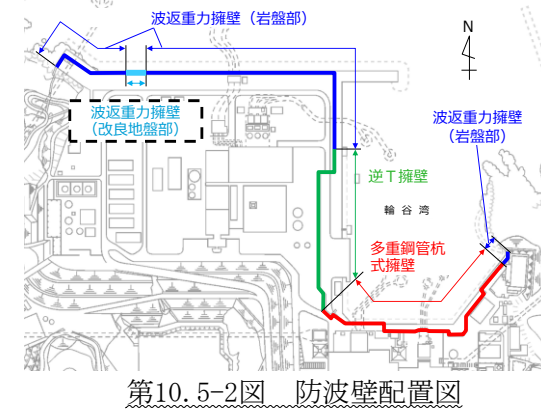 波返重力擁壁（岩盤部）
N
波返重力擁壁
（改良地盤部）
波返重力擁壁
（岩盤部）
逆Ｔ擁壁
輪谷湾
多重鋼管杭
式擁壁
第10.5-2図　防波壁配置図